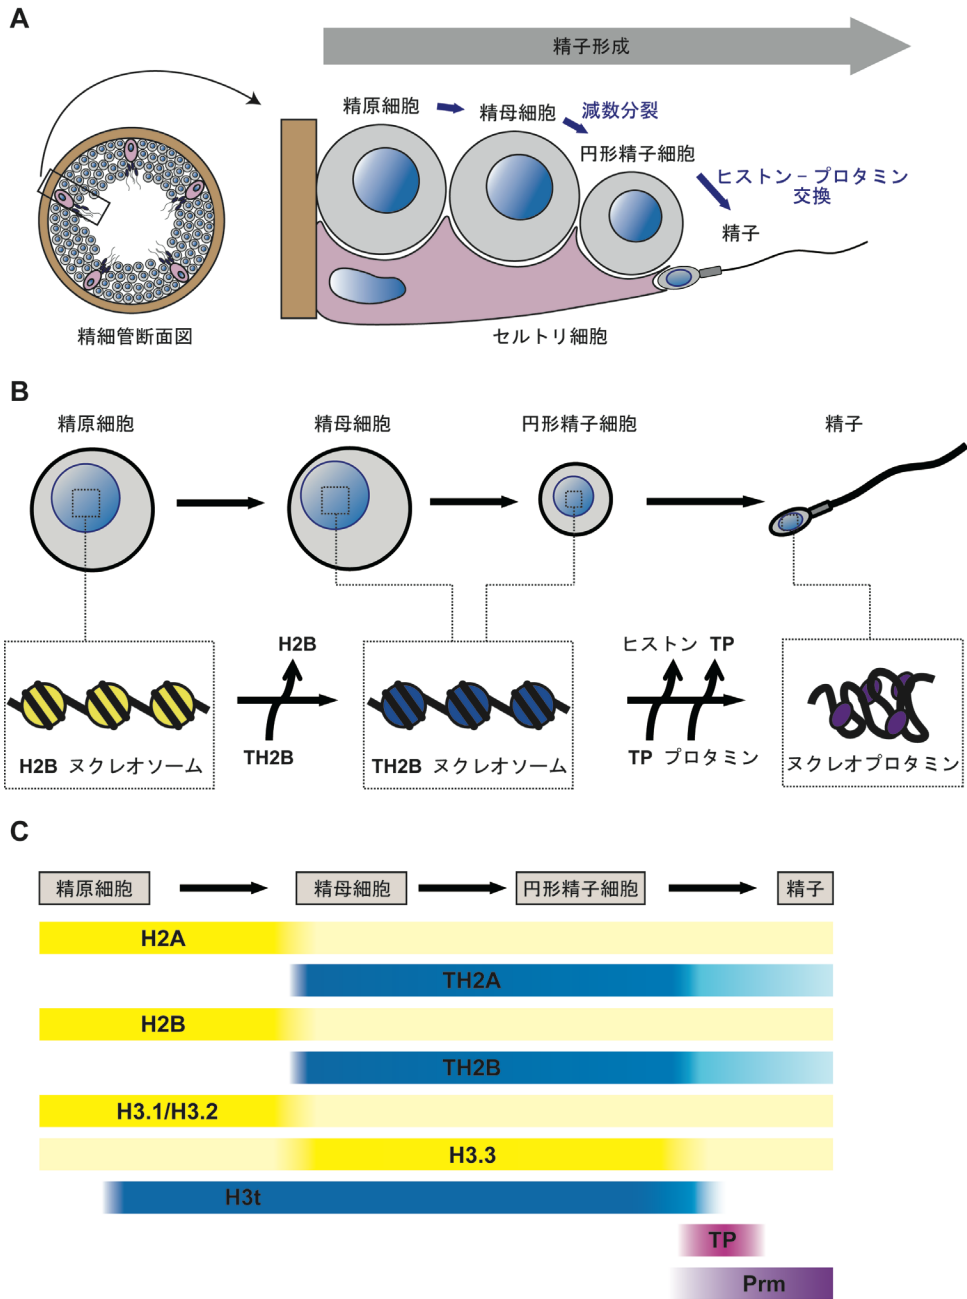 A
精子形成
精原細胞
精母細胞
減数分裂
円形精子細胞
ヒストン－プロタミン
交換
精子
精細管断面図
セルトリ細胞
B
精原細胞
精母細胞
円形精子細胞
精子
H2B
ヒストン TP
TH2B
TP プロタミン
H2B ヌクレオソーム
TH2B ヌクレオソーム
ヌクレオプロタミン
C
精原細胞
精母細胞
円形精子細胞
精子
H2A
TH2A
H2B
TH2B
H3.1/H3.2
H3.3
H3t
TP
Prm